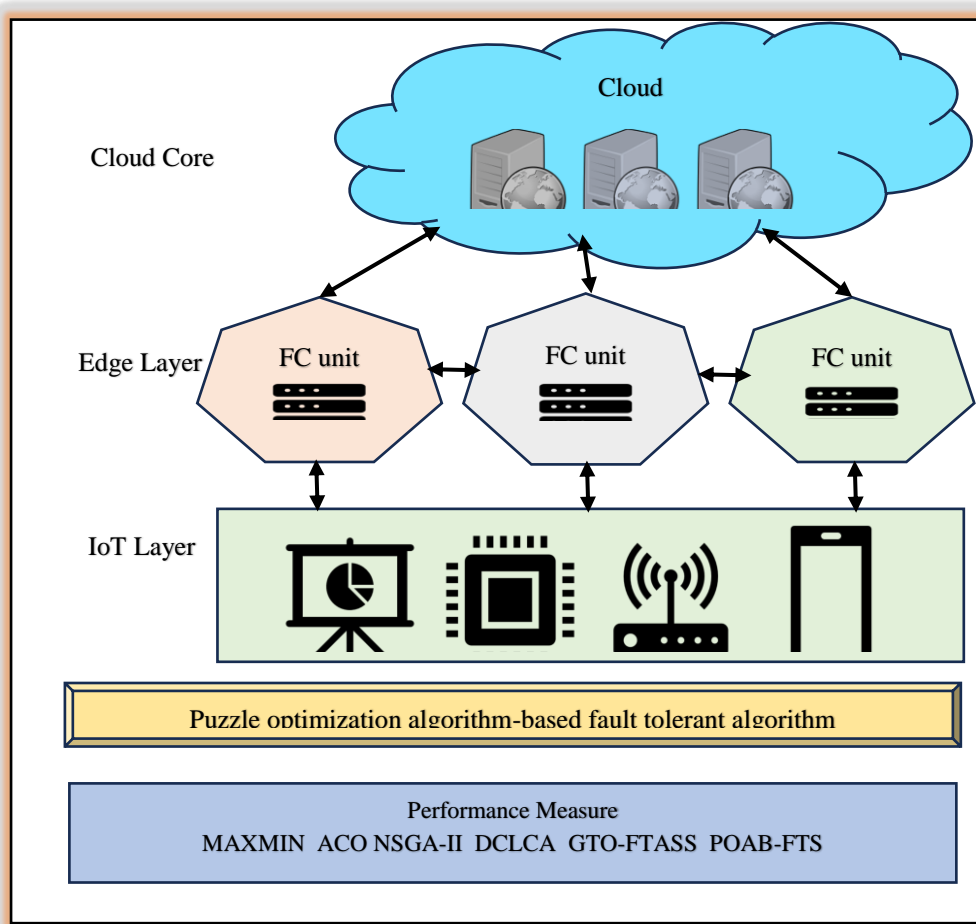 Cloud
Cloud Core
Edge Layer
FC unit
FC unit
FC unit
IoT Layer
Puzzle optimization algorithm-based fault tolerant algorithm
Performance Measure
MAXMIN ACO NSGA-II DCLCA GTO-FTASS POAB-FTS